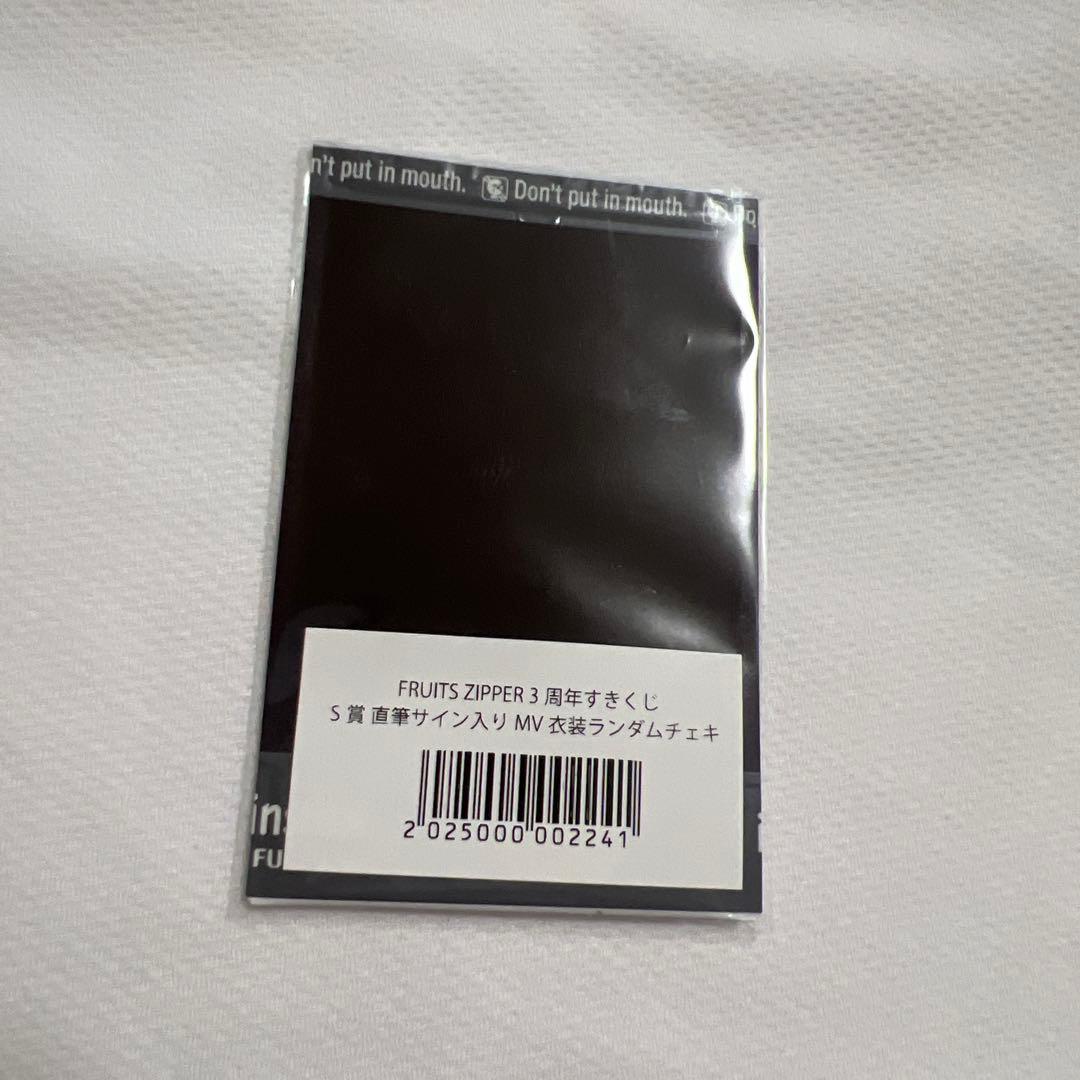 n't put in mouth. Don't put in mouth. Do
FRUITS ZIPPER 3 周年すきくじ
S 賞 直筆サイン入り MV 衣装ランダムチェキ
2 025000 002241
ins
FU